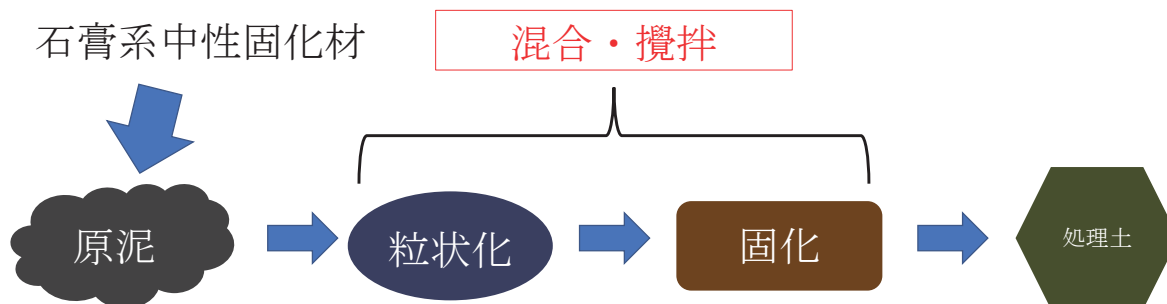 石膏系中性固化材
混合・攪拌
原泥
粒状化
固化
処理土